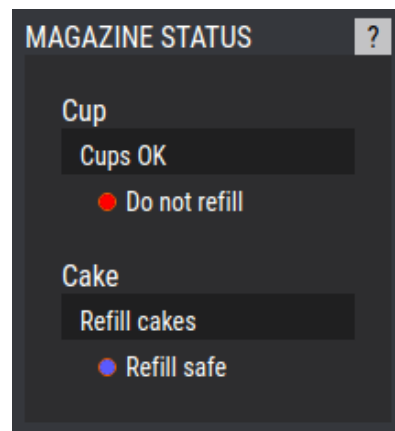 MAGAZINE STATUS ?
Cup
Cups OK
Do not refill
Cake
Refill cakes
Refill safe